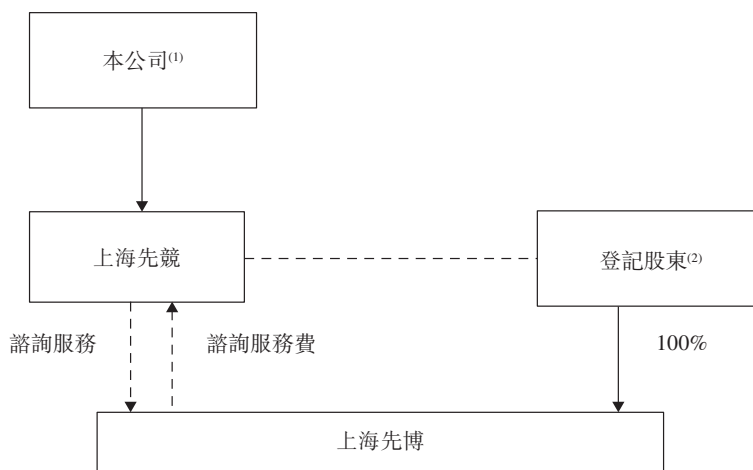 本公司(1)
上海先競
登記股東(2)
諮詢服務
諮詢服務費
100%
上海先博